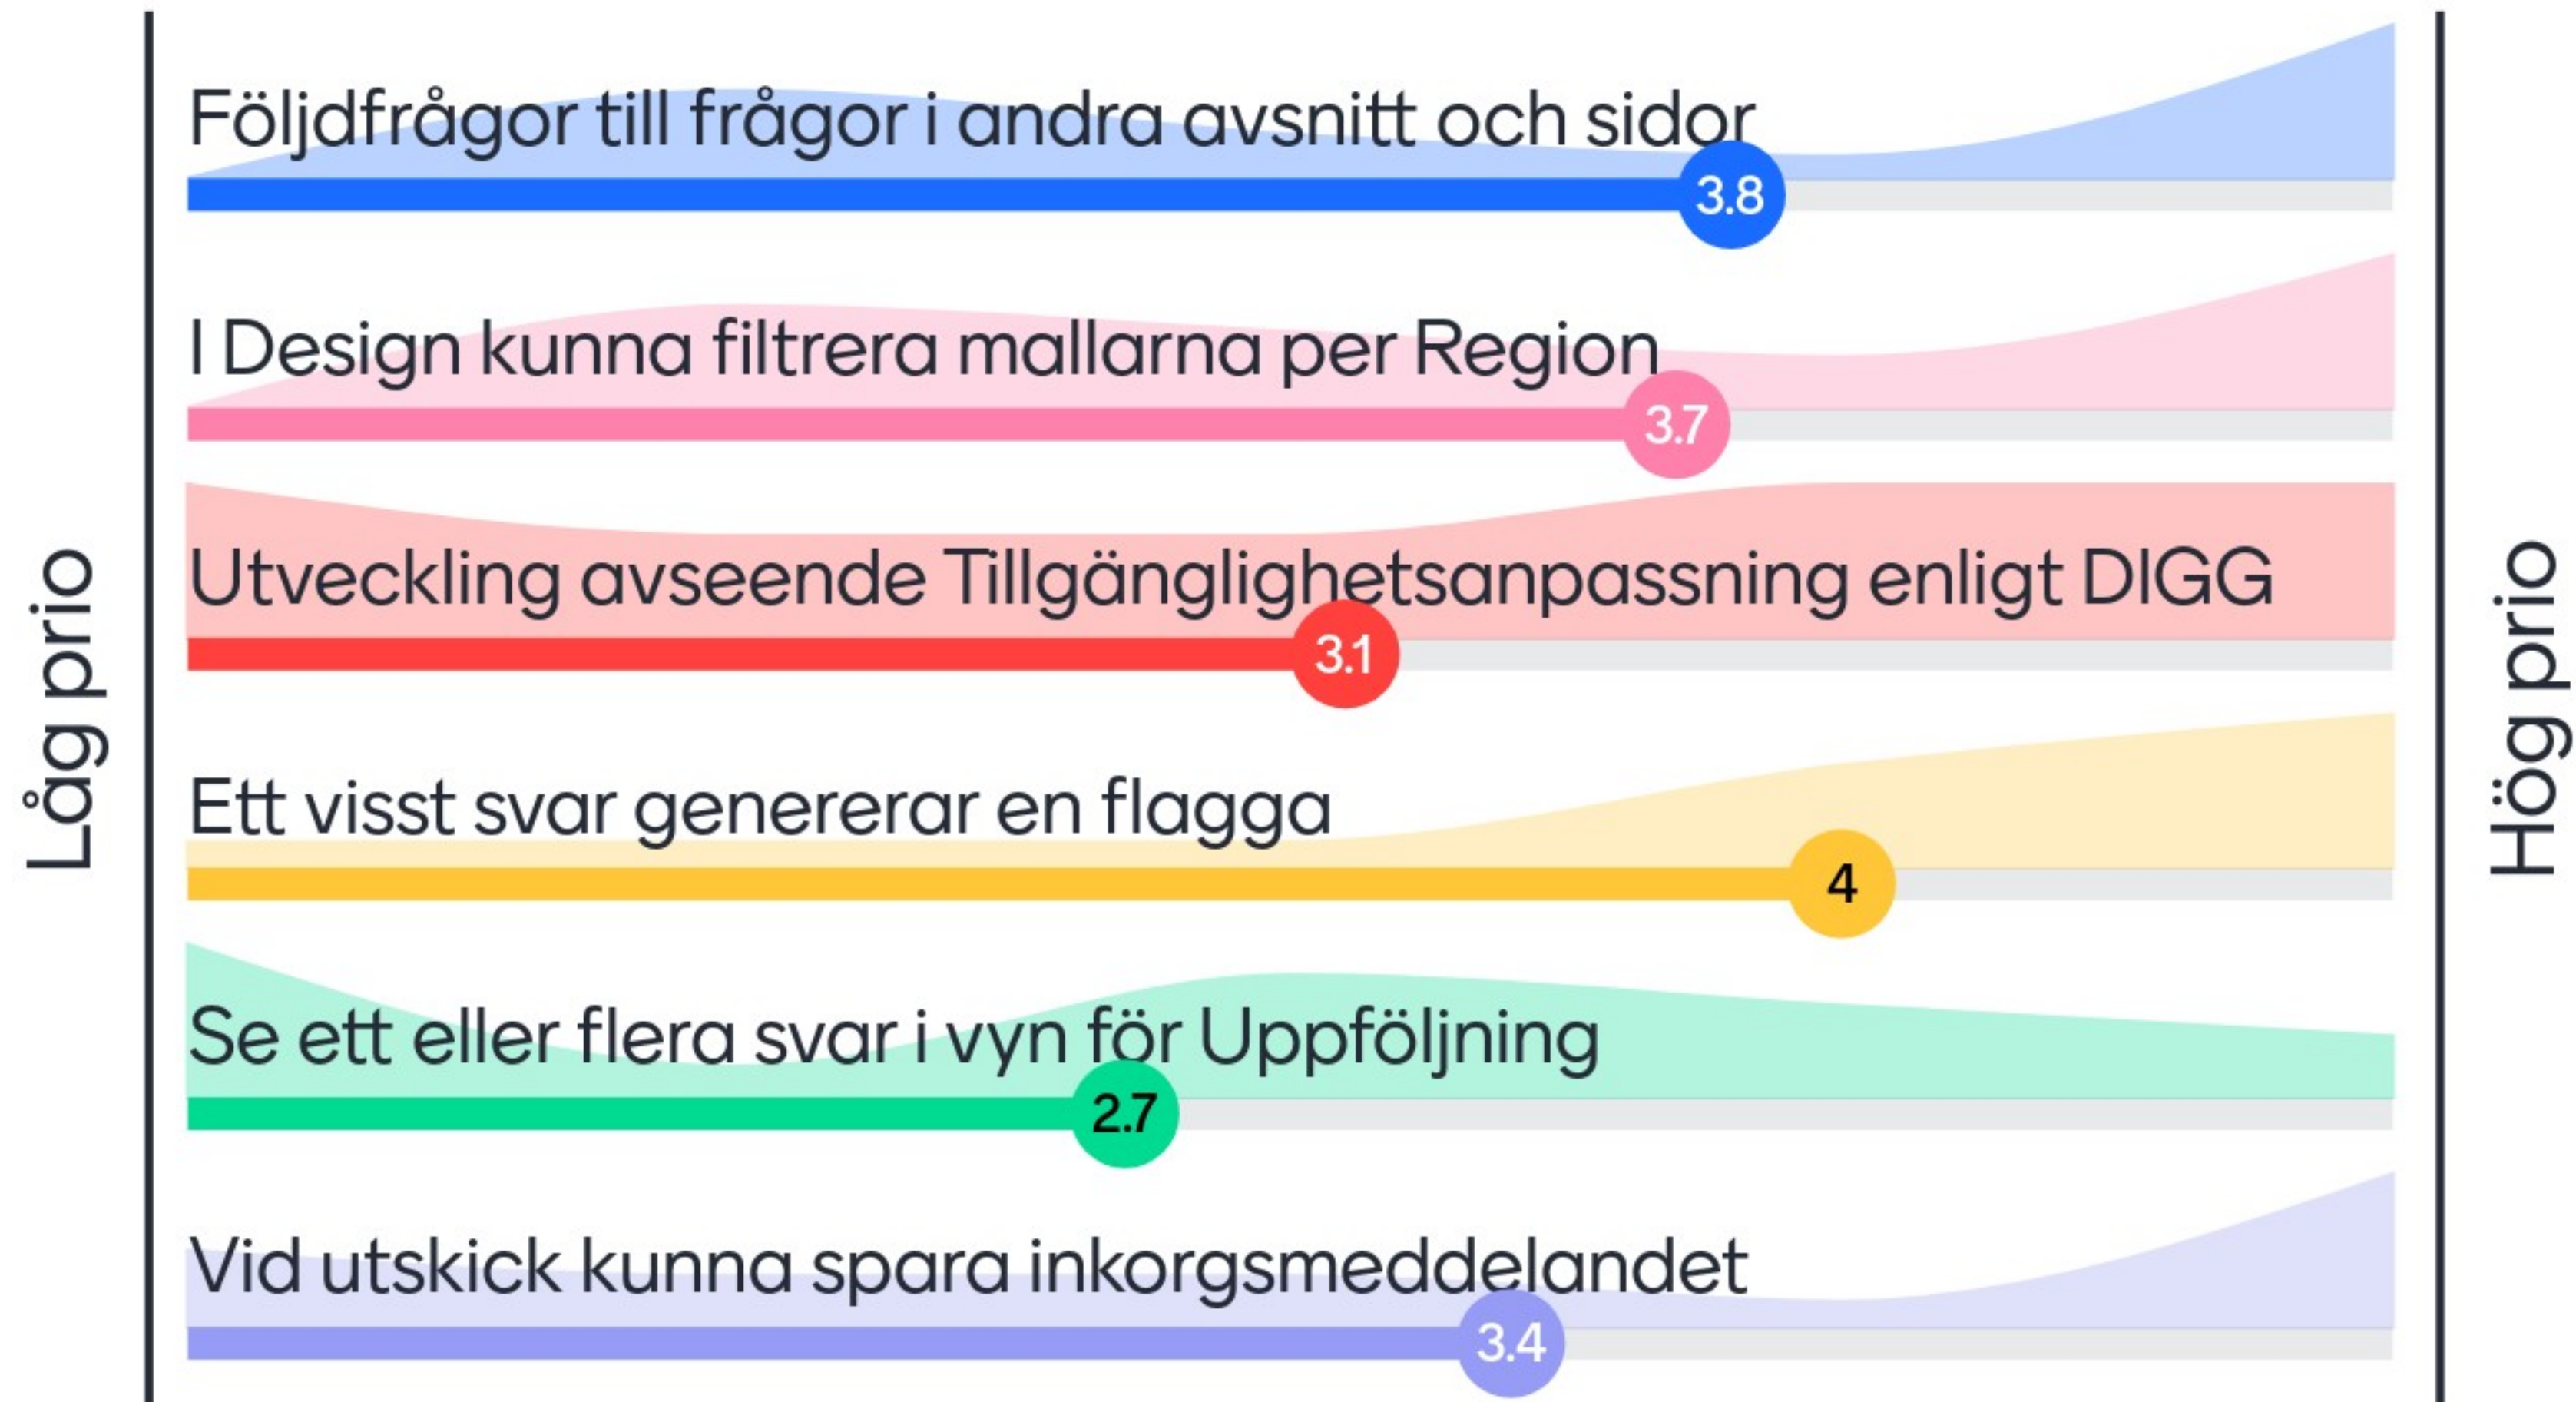 Låg prio
Följdfrågor till frågor i andra avsnitt och sidor
3.8
I Design kunna filtrera mallarna per Region
3.7
Utveckling avseende Tillgänglighetsanpassning enligt DIGG
3.1
Ett visst svar genererar en flagga
4
Se ett eller flera svar i vyn för Uppföljning
2.7
Vid utskick kunna spara inkorgsmeddelandet
3.4
Hög prio